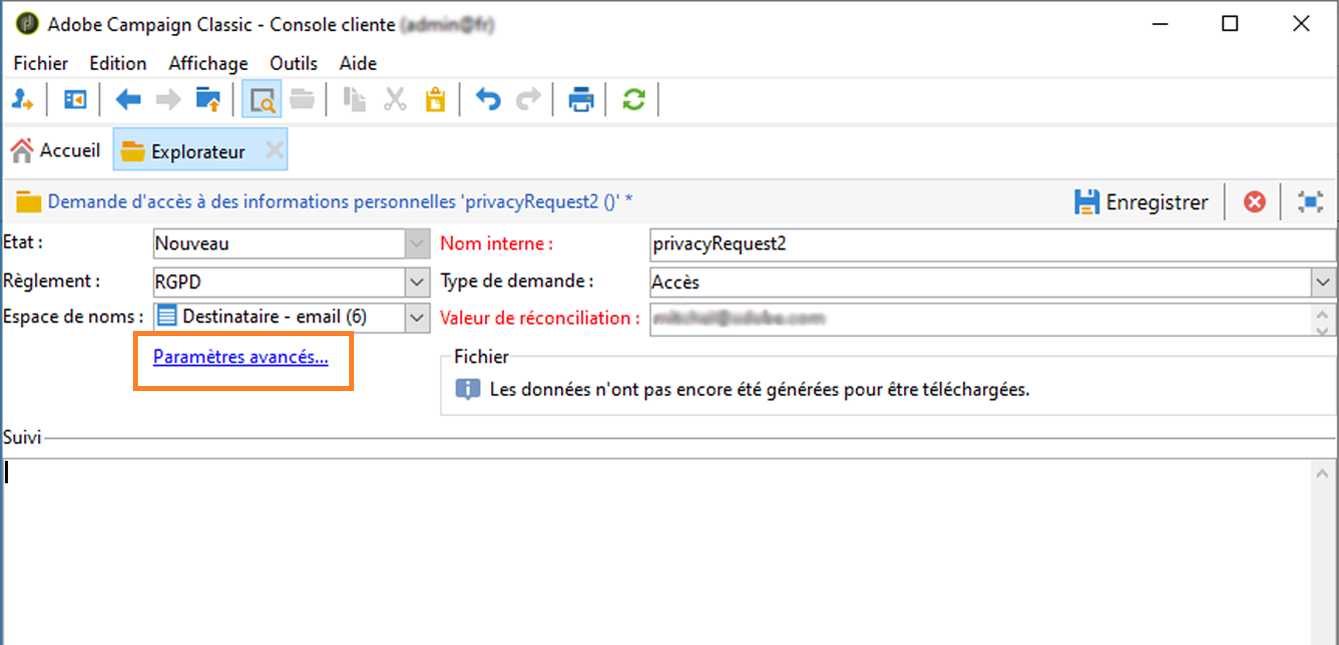 Adobe Campaign Classic - Console cliente
Fichier Edition Affichage Outils Aide
Accueil Explorateur
Demande d'accès à des informations personnelles 'privacyRequest2 ()' * Enregistrer
Etat : Nouveau Nom interne : privacyRequest2
Règlement : RGPD Type de demande : Accès
Espace de noms : Destinataire - email (6) Valeur de réconciliation :
Paramètres avancés... Fichier
Les données n'ont pas encore été générées pour être téléchargées.
Suivi